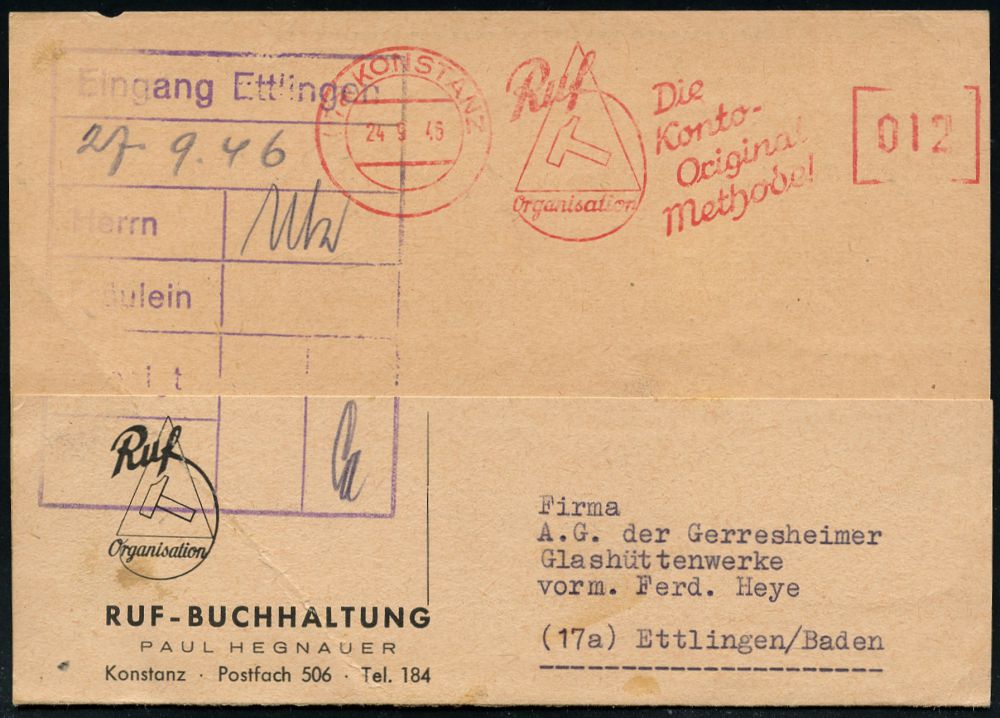 Eingang Ettlingen
27. 9. 46
Herrn
KONSTANZ
24 9 46
Ruf
Organisation
Die
Konto-
Original
Methode!
012
Ruf
Organisation
RUF-BUCHHALTUNG
PAUL HEGNAUER
Konstanz · Postfach 506 · Tel. 184
Firma
A.G. der Gerresheimer
Glashüttenwerke
vorm. Ferd. Heye
(17a) Ettlingen/Baden